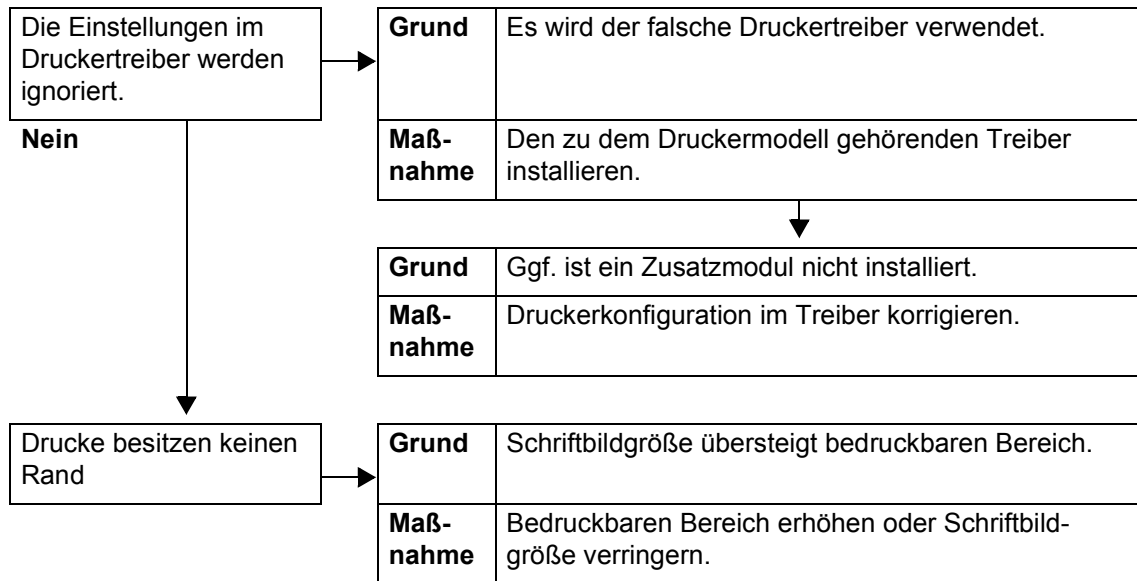 Die Einstellungen im
Druckertreiber werden
ignoriert.
Grund
Es wird der falsche Druckertreiber verwendet.
Nein
Maß-
nahme
Den zu dem Druckermodell gehörenden Treiber
installieren.
Grund
Ggf. ist ein Zusatzmodul nicht installiert.
Maß-
nahme
Druckerkonfiguration im Treiber korrigieren.
Drucke besitzen keinen
Rand
Grund
Schriftbildgröße übersteigt bedruckbaren Bereich.
Maß-
nahme
Bedruckbaren Bereich erhöhen oder Schriftbild-
größe verringern.